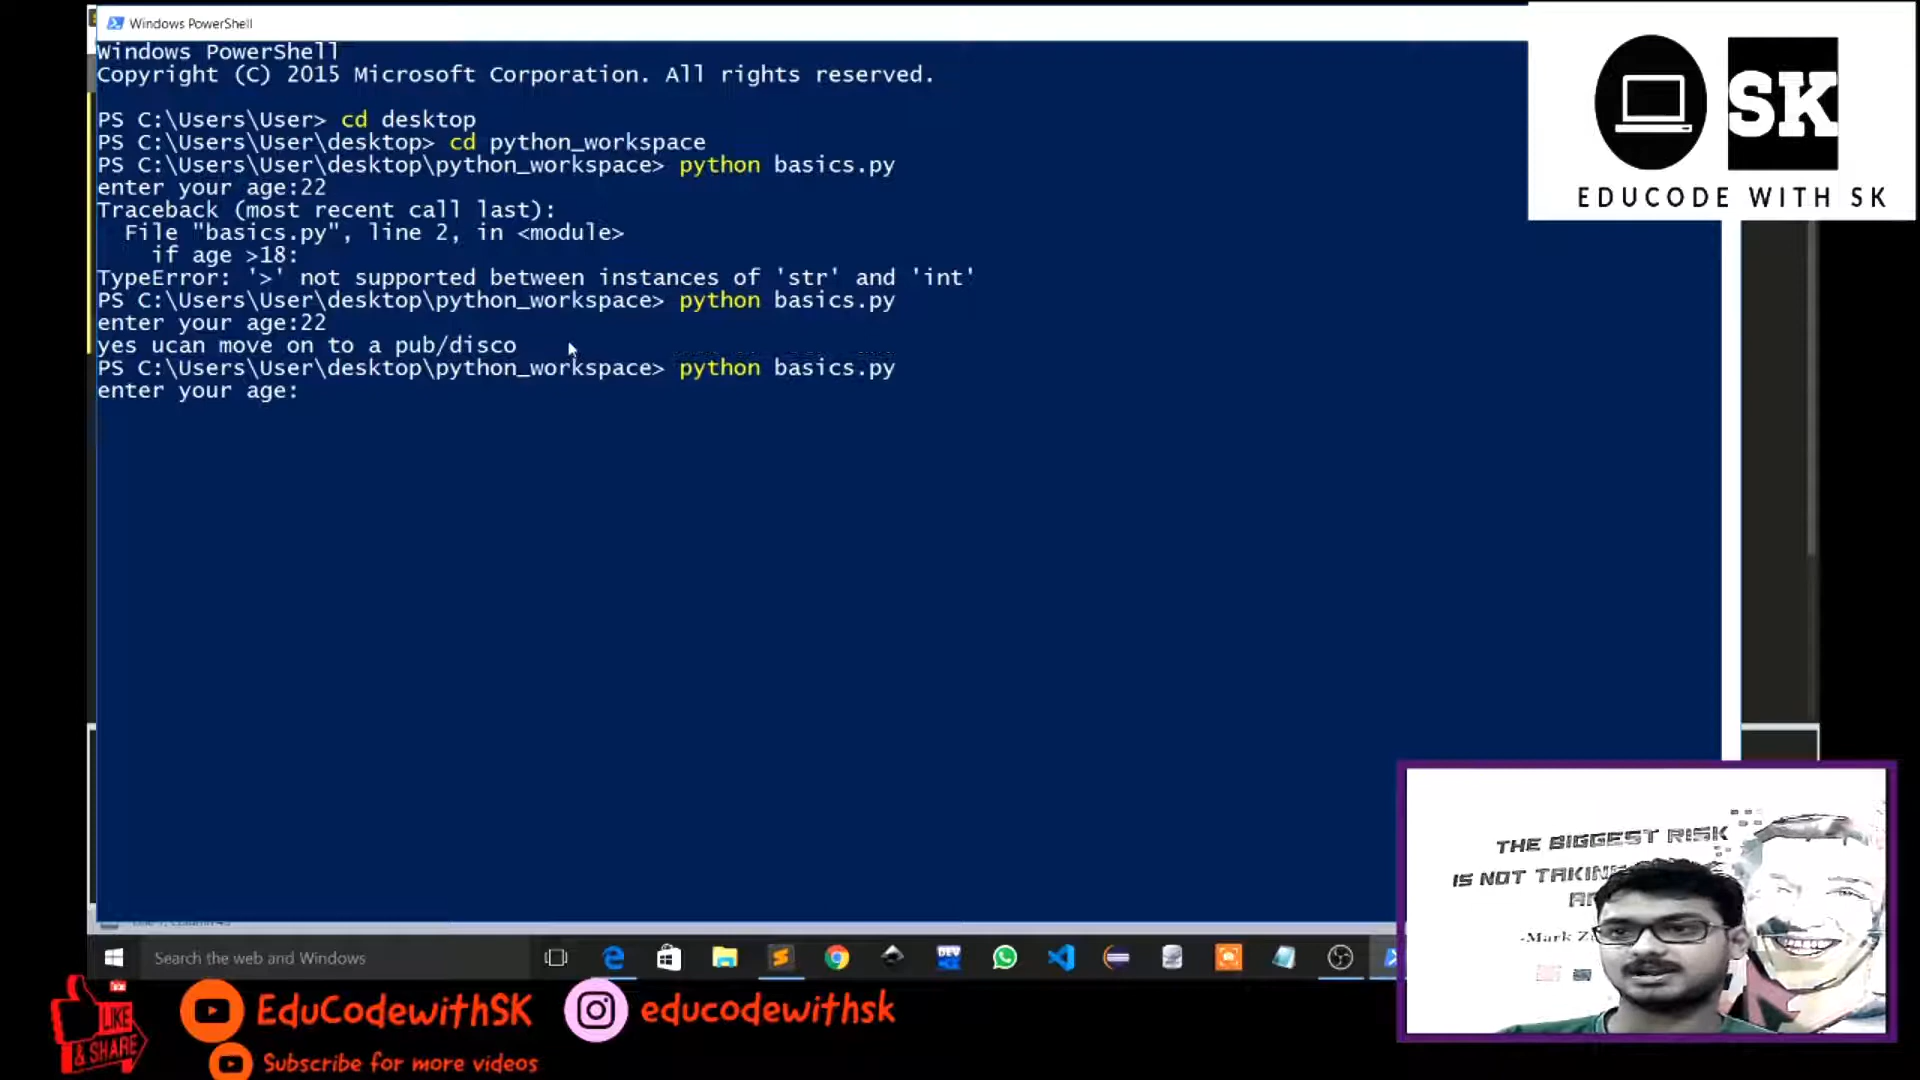 Windows PowerShell
Windows PowerShell
Copyright (C) 2015 Microsoft Corporation. All rights reserved.
PS C:\Users\User> cd desktop
PS C:\Users\User\desktop> cd python_workspace
PS C:\Users\User\desktop\python_workspace> python basics.py
enter your age:22
Traceback (most recent call last):
File "basics.py", line 2, in <module>
if age >18:
TypeError: '>' not supported between instances of 'str' and 'int'
PS C:\Users\User\desktop\python_workspace> python basics.py
enter your age:22
yes ucan move on to a pub/disco
PS C:\Users\User\desktop\python_workspace> python basics.py
enter your age:
SK
EDUCODE WITH SK
THE BIGGEST RISK
IS NOT TAKING
-Mark
Search the web and Windows
DEV
LIKE
& SHARE
EduCodewithSK
educodewithsk
Subscribe for more videos